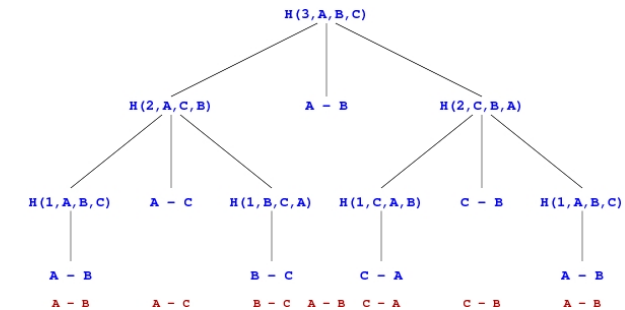 H(3,A,B,C)
H(2,A,C,B) A - B H(2,C,B,A)
H(1,A,B,C) A - C H(1,B,C,A) H(1,C,A,B) C - B H(1,A,B,C)
A - B B - C C - A A - B
A - B A - C B - C A - B C - A C - B A - B